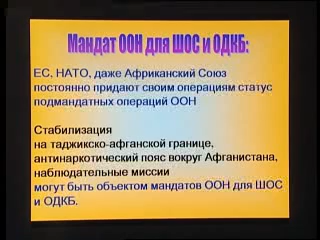 Мандат ООН для ШОС и ОДКБ:
ЕС, НАТО, даже Африканский Союз
постоянно придают своим операциям статус
подмандатных операций ООН
Стабилизация
на таджикско-афганской границе,
антинаркотический пояс вокруг Афганистана,
наблюдательные миссии
могут быть объектом мандатов ООН для ШОС
и ОДКБ.